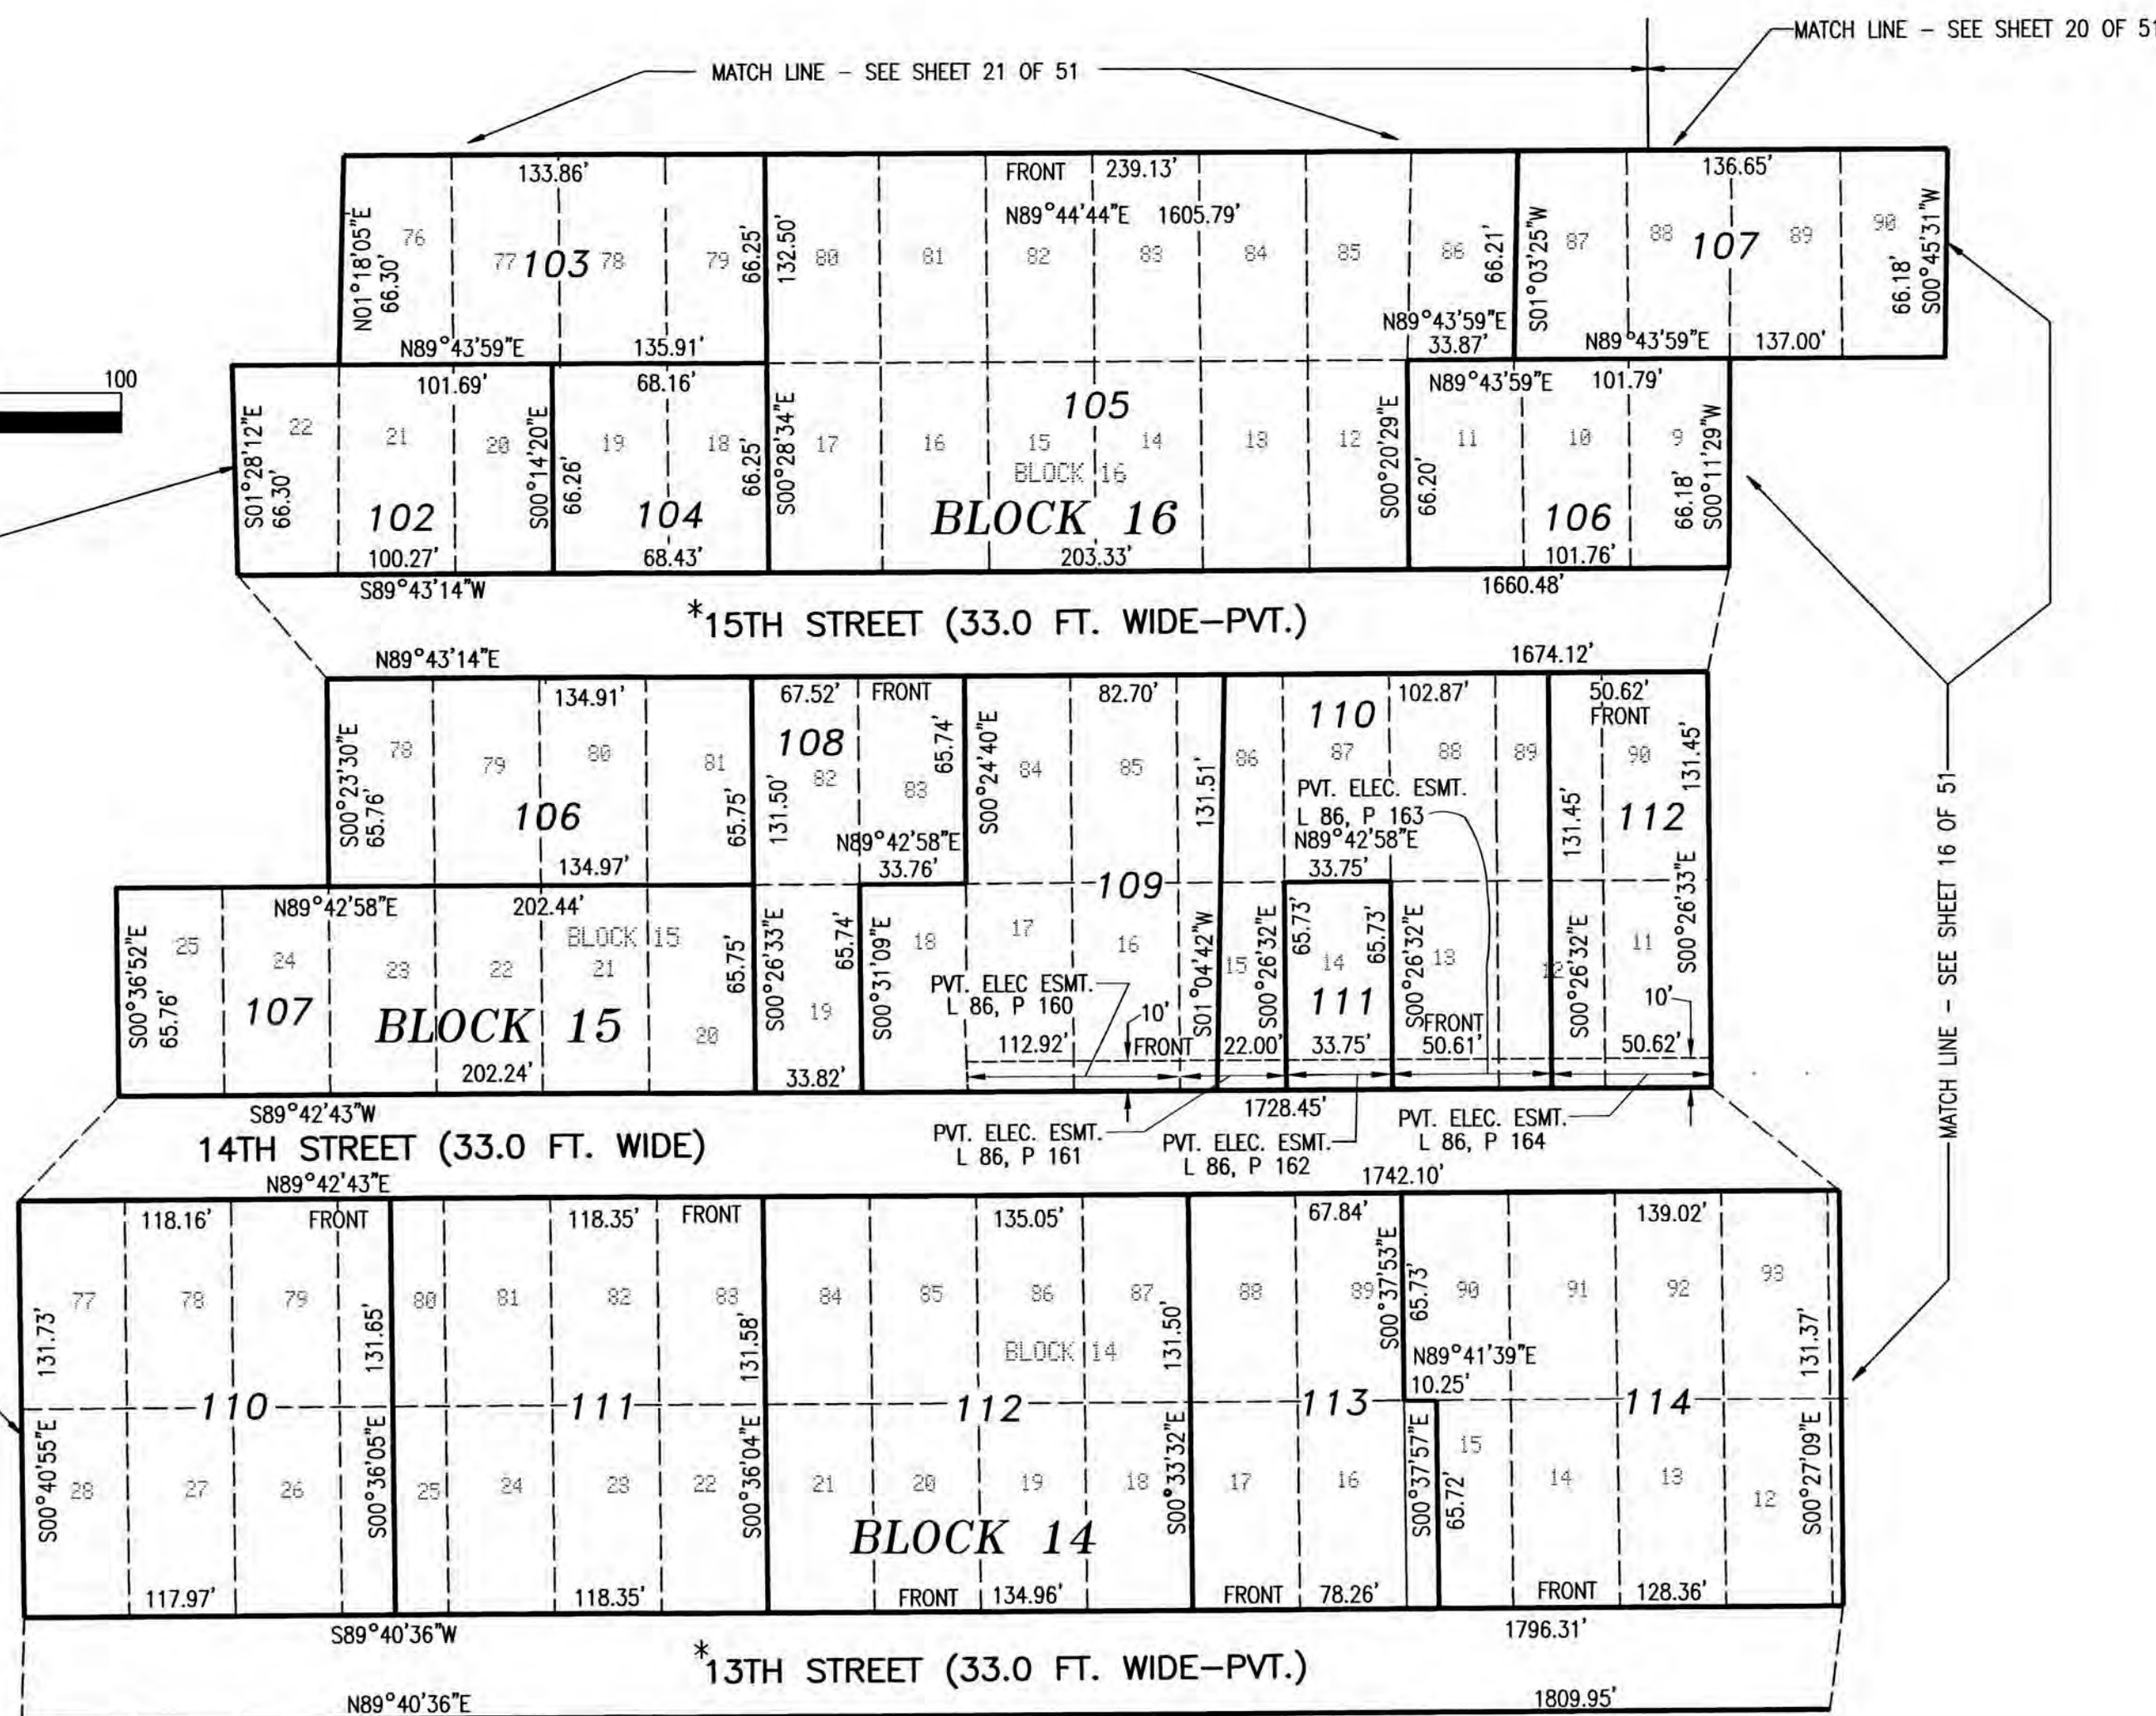 MATCH LINE – SEE SHEET 20 OF 51
MATCH LINE – SEE SHEET 21 OF 51
133.86'
FRONT 239.13'
136.65'
N89°44'44"E 1605.79'
N01°18'05"E
66.30'
76
77
103
78
79
66.25'
132.50'
80
81
82
83
84
85
86
66.21'
S01°03'25"W
87
88
107
89
90
66.18'
S00°45'31"W
N89°43'59"E 135.91'
N89°43'59"E
33.87'
N89°43'59"E 137.00'
100
101.69'
68.16'
N89°43'59"E 101.79'
S01°28'12"E
66.30'
22
21
20
S00°14'20"E
66.26'
19
18
66.25'
S00°28'34"E
17
16
105
15
14
13
12
S00°20'29"E
66.20'
11
10
9
66.18'
S00°11'29"W
BLOCK 16
102
104
BLOCK 16
106
100.27'
68.43'
203.33'
101.76'
S89°43'14"W
1660.48'
*15TH STREET (33.0 FT. WIDE–PVT.)
N89°43'14"E
1674.12'
134.91'
67.52' FRONT
82.70'
102.87'
50.62'
FRONT
S00°23'30"E
65.76'
78
79
80
81
65.75'
106
134.97'
108
82
131.50'
83
65.74'
N89°42'58"E
33.76'
S00°24'40"E
84
85
131.51'
86
110
87
88
89
PVT. ELEC. ESMT.
L 86, P 163
N89°42'58"E
33.75'
131.45'
90
112
131.45'
S00°26'33"E
N89°42'58"E 202.44'
BLOCK 15
S00°36'52"E
65.76'
25
24
23
22
21
20
65.75'
107
BLOCK 15
202.24'
S00°26'33"E
65.74'
19
33.82'
S00°31'09"E
18
109
17
16
PVT. ELEC ESMT.
L 86, P 160
10'
112.92'
FRONT
S01°04'42"W
15
S00°26'32"E
22.00'
65.73'
14
65.73'
111
33.75'
S00°26'32"E
13
FRONT
50.61'
12
S00°26'32"E
11
10'
50.62'
S89°42'43"W
1728.45'
14TH STREET (33.0 FT. WIDE)
PVT. ELEC. ESMT.
L 86, P 161
PVT. ELEC. ESMT.
L 86, P 162
PVT. ELEC. ESMT.
L 86, P 164
MATCH LINE – SEE SHEET 16 OF 51
N89°42'43"E
1742.10'
118.16' FRONT
118.35' FRONT
135.05'
67.84'
139.02'
131.73'
77
78
79
131.65'
80
81
82
83
131.58'
84
85
86
87
BLOCK 14
131.50'
88
89
S00°37'53"E
65.73'
90
91
92
93
131.37'
N89°41'39"E
10.25'
110
111
112
113
114
S00°40'55"E
28
27
26
S00°36'05"E
25
24
23
22
S00°36'04"E
21
20
19
18
S00°33'32"E
17
16
S00°37'57"E
65.72'
15
14
13
12
S00°27'09"E
BLOCK 14
117.97'
118.35'
FRONT 134.96'
FRONT 78.26'
FRONT 128.36'
S89°40'36"W
1796.31'
*13TH STREET (33.0 FT. WIDE–PVT.)
N89°40'36"E
1809.95'